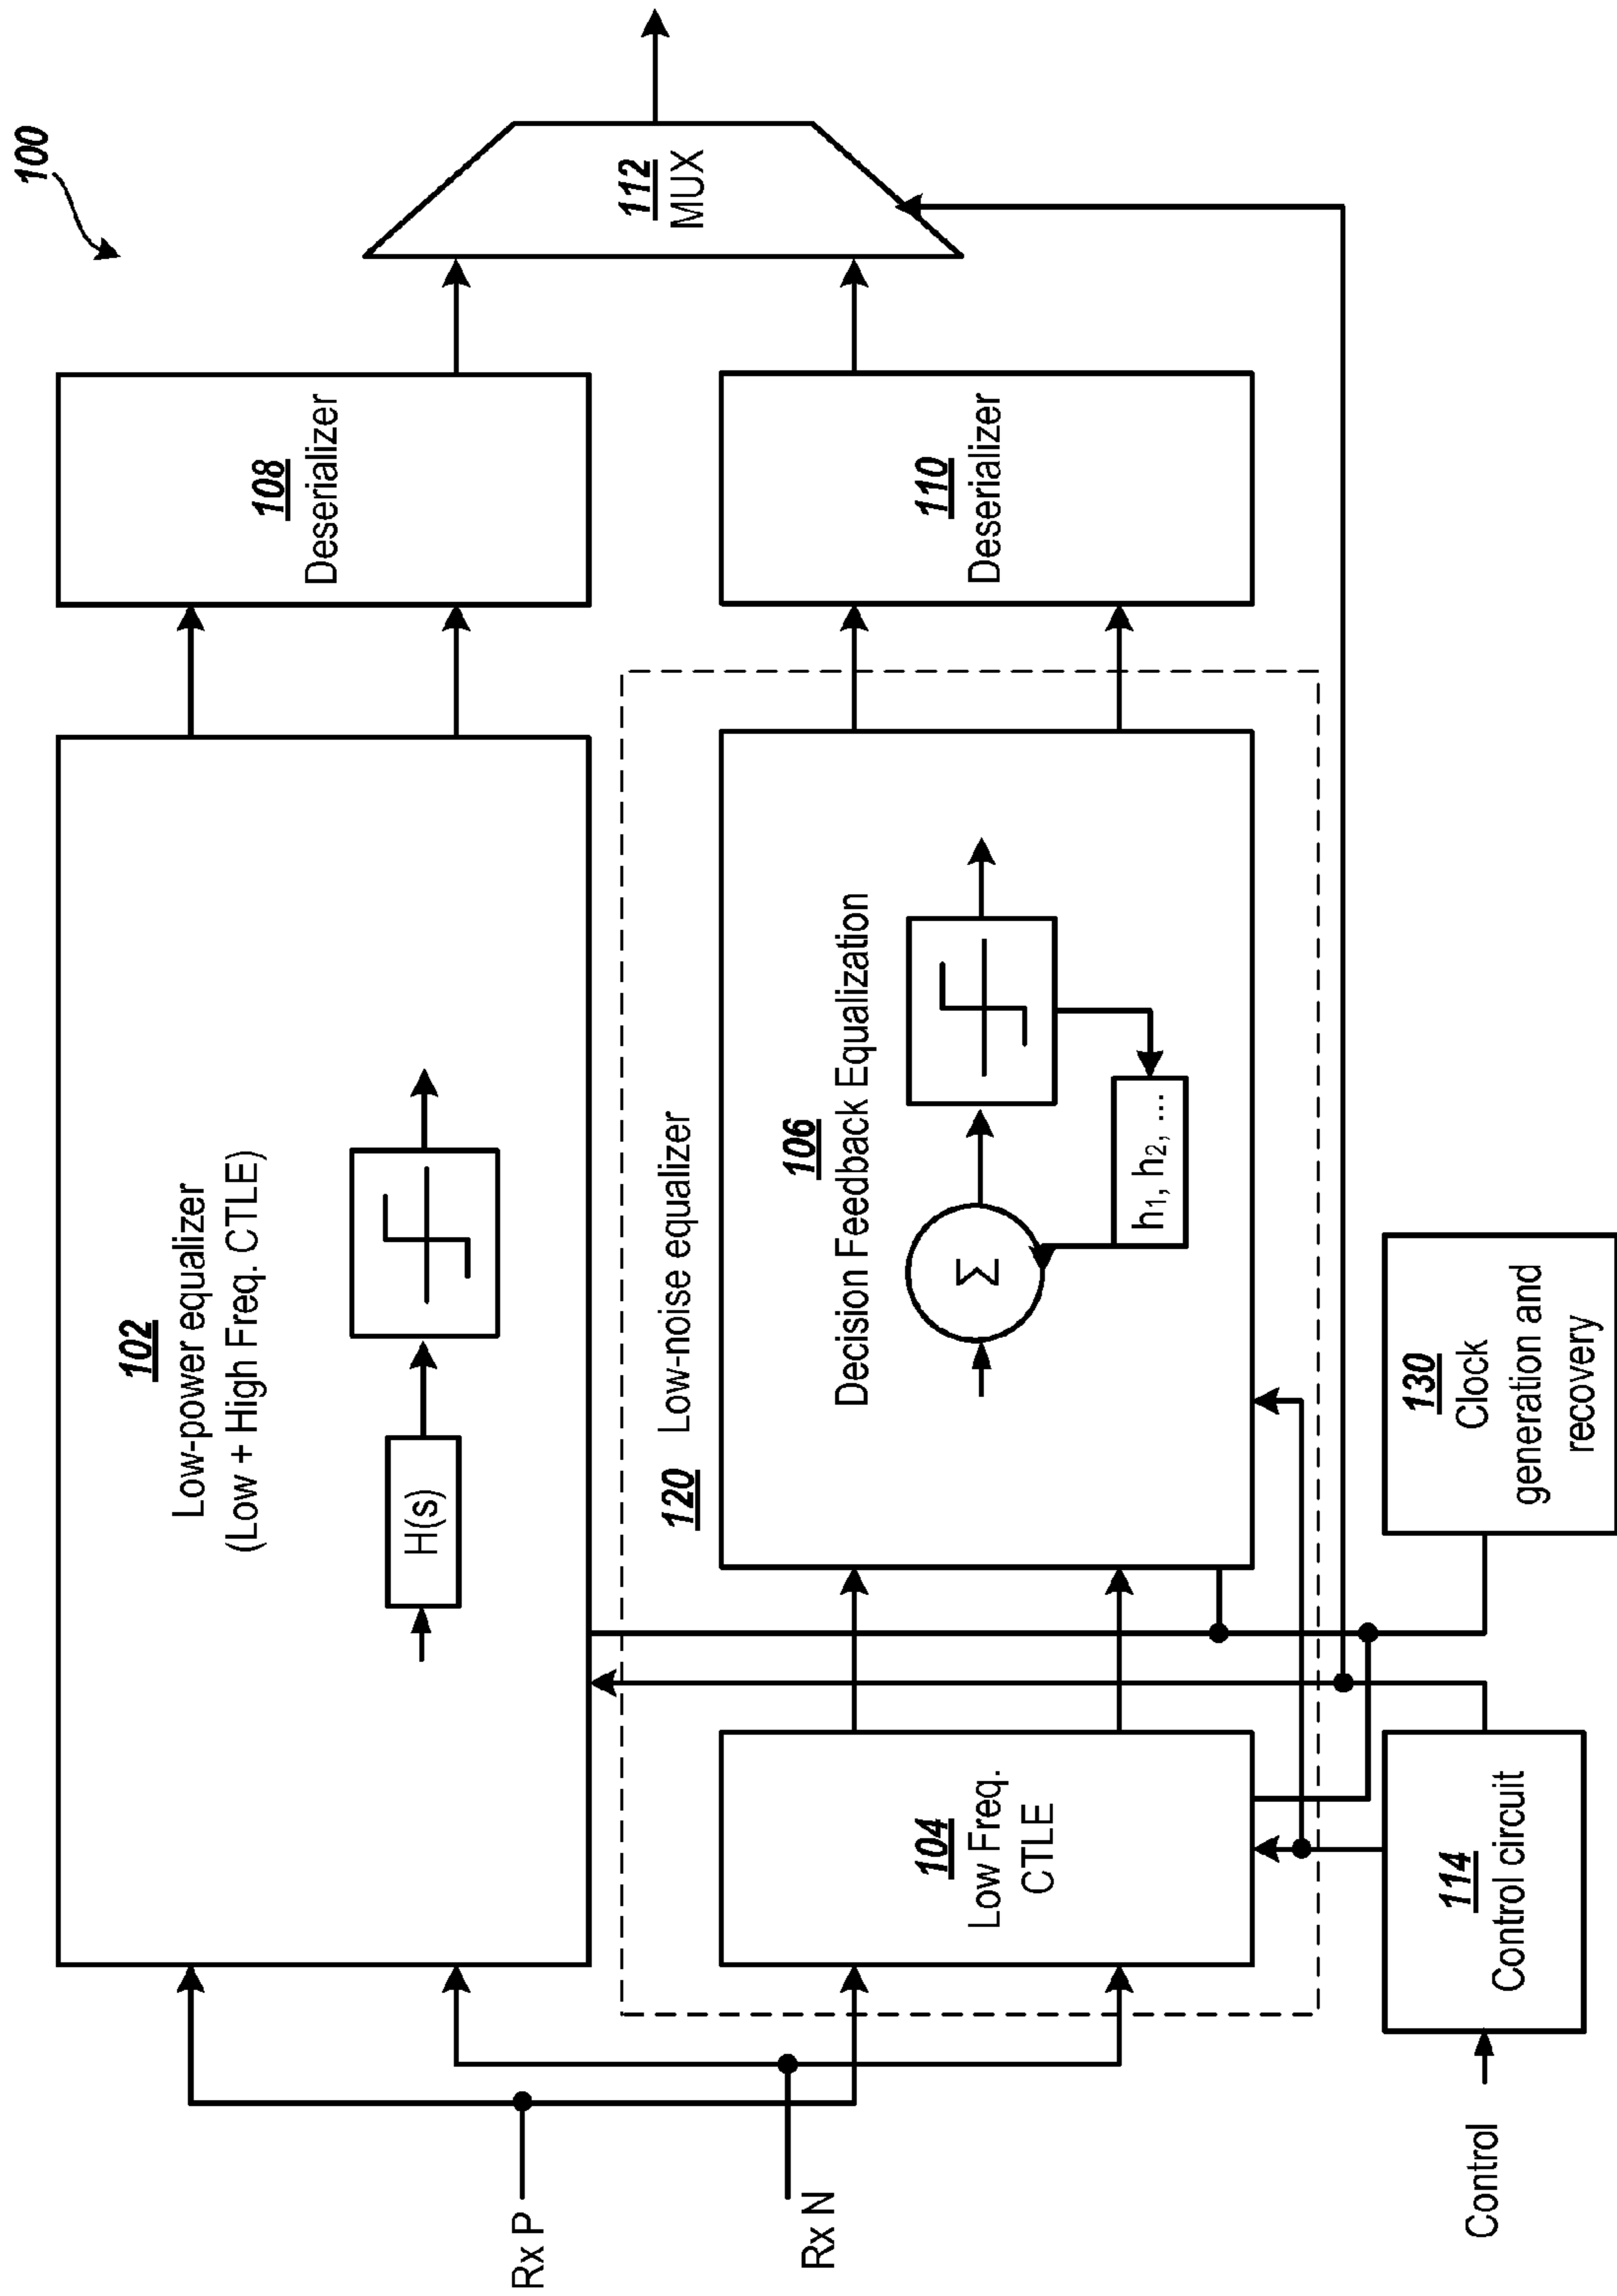 100
102
Low-power equalizer
(Low + High Freq. CTLE)
H(s)
108
Deserializer
112
MUX
Rx P
Rx N
120
Low-noise equalizer
104
Low Freq.
CTLE
106
Decision Feedback Equalization
Σ
h₁, h₂, ...
110
Deserializer
Control
114
Control circuit
130
Clock
generation and
recovery